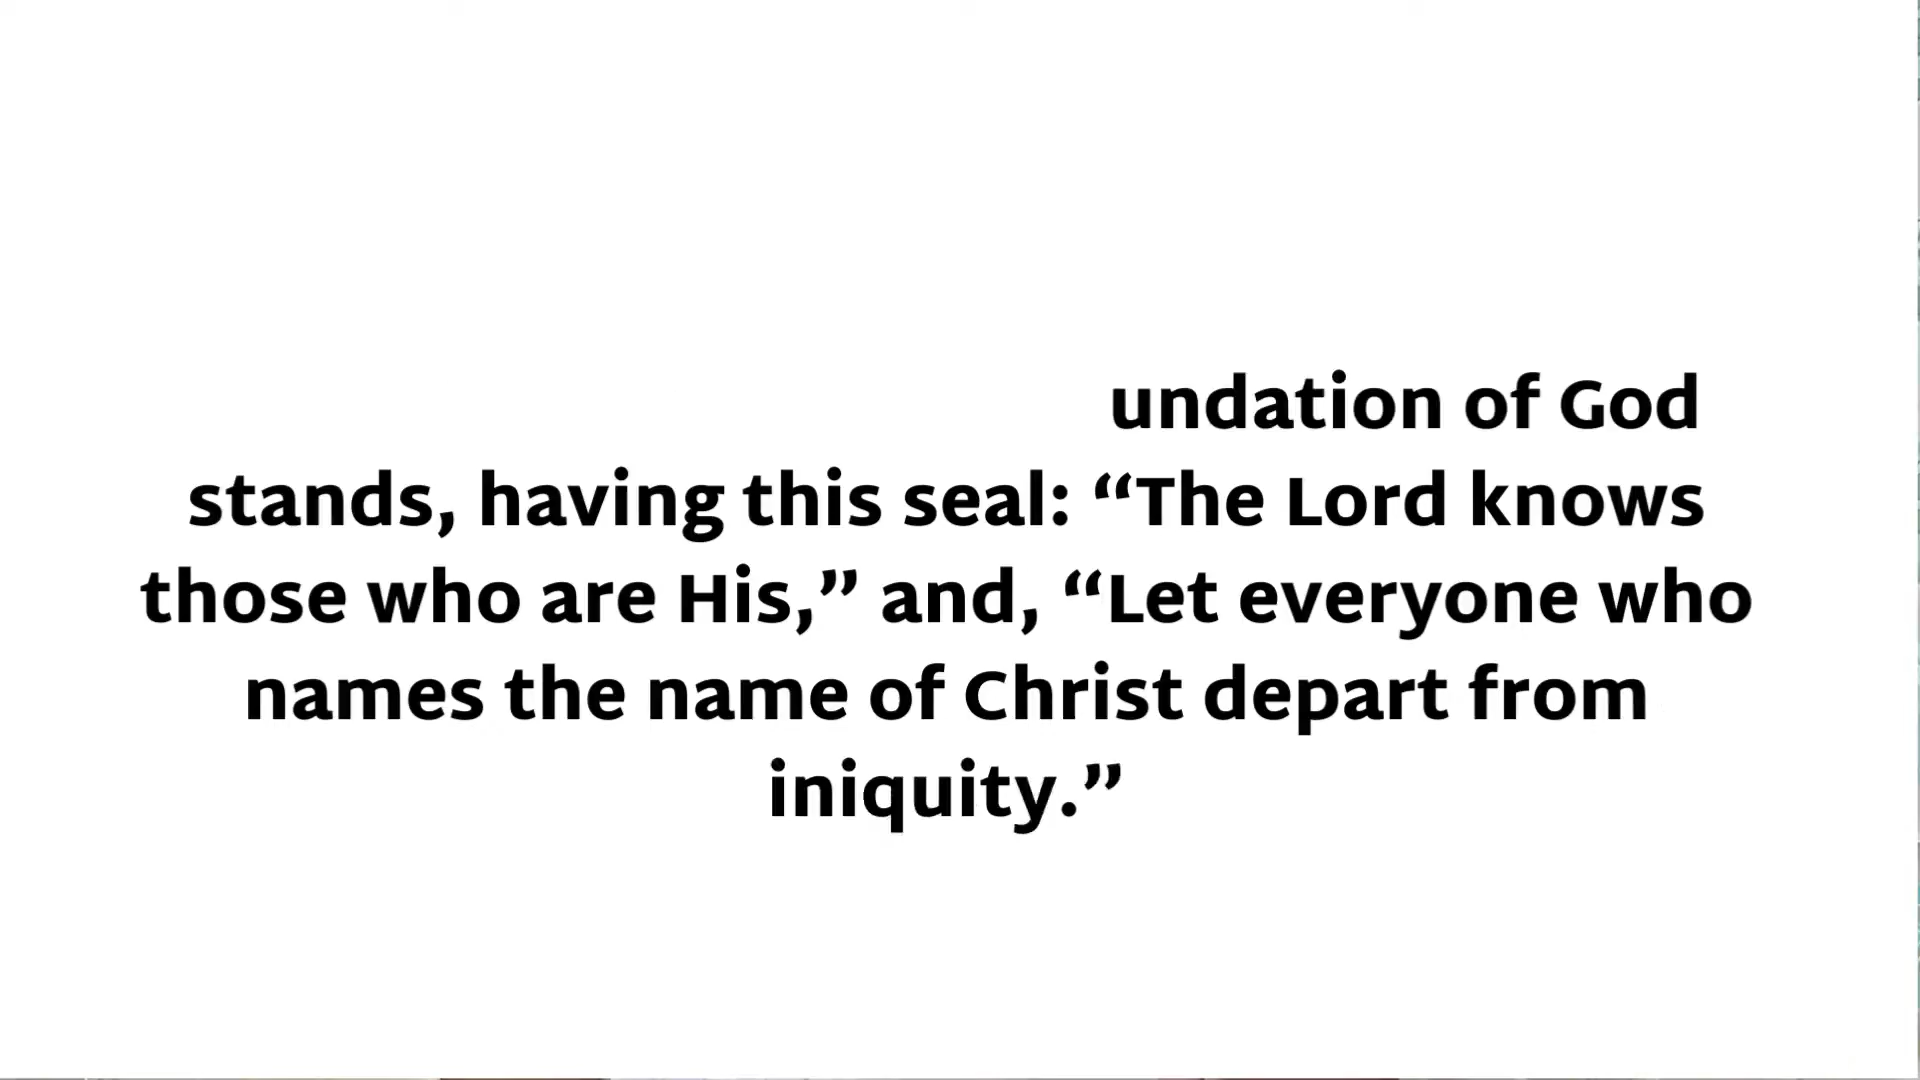 undation of God
stands, having this seal: “The Lord knows
those who are His,” and, “Let everyone who
names the name of Christ depart from
iniquity.”